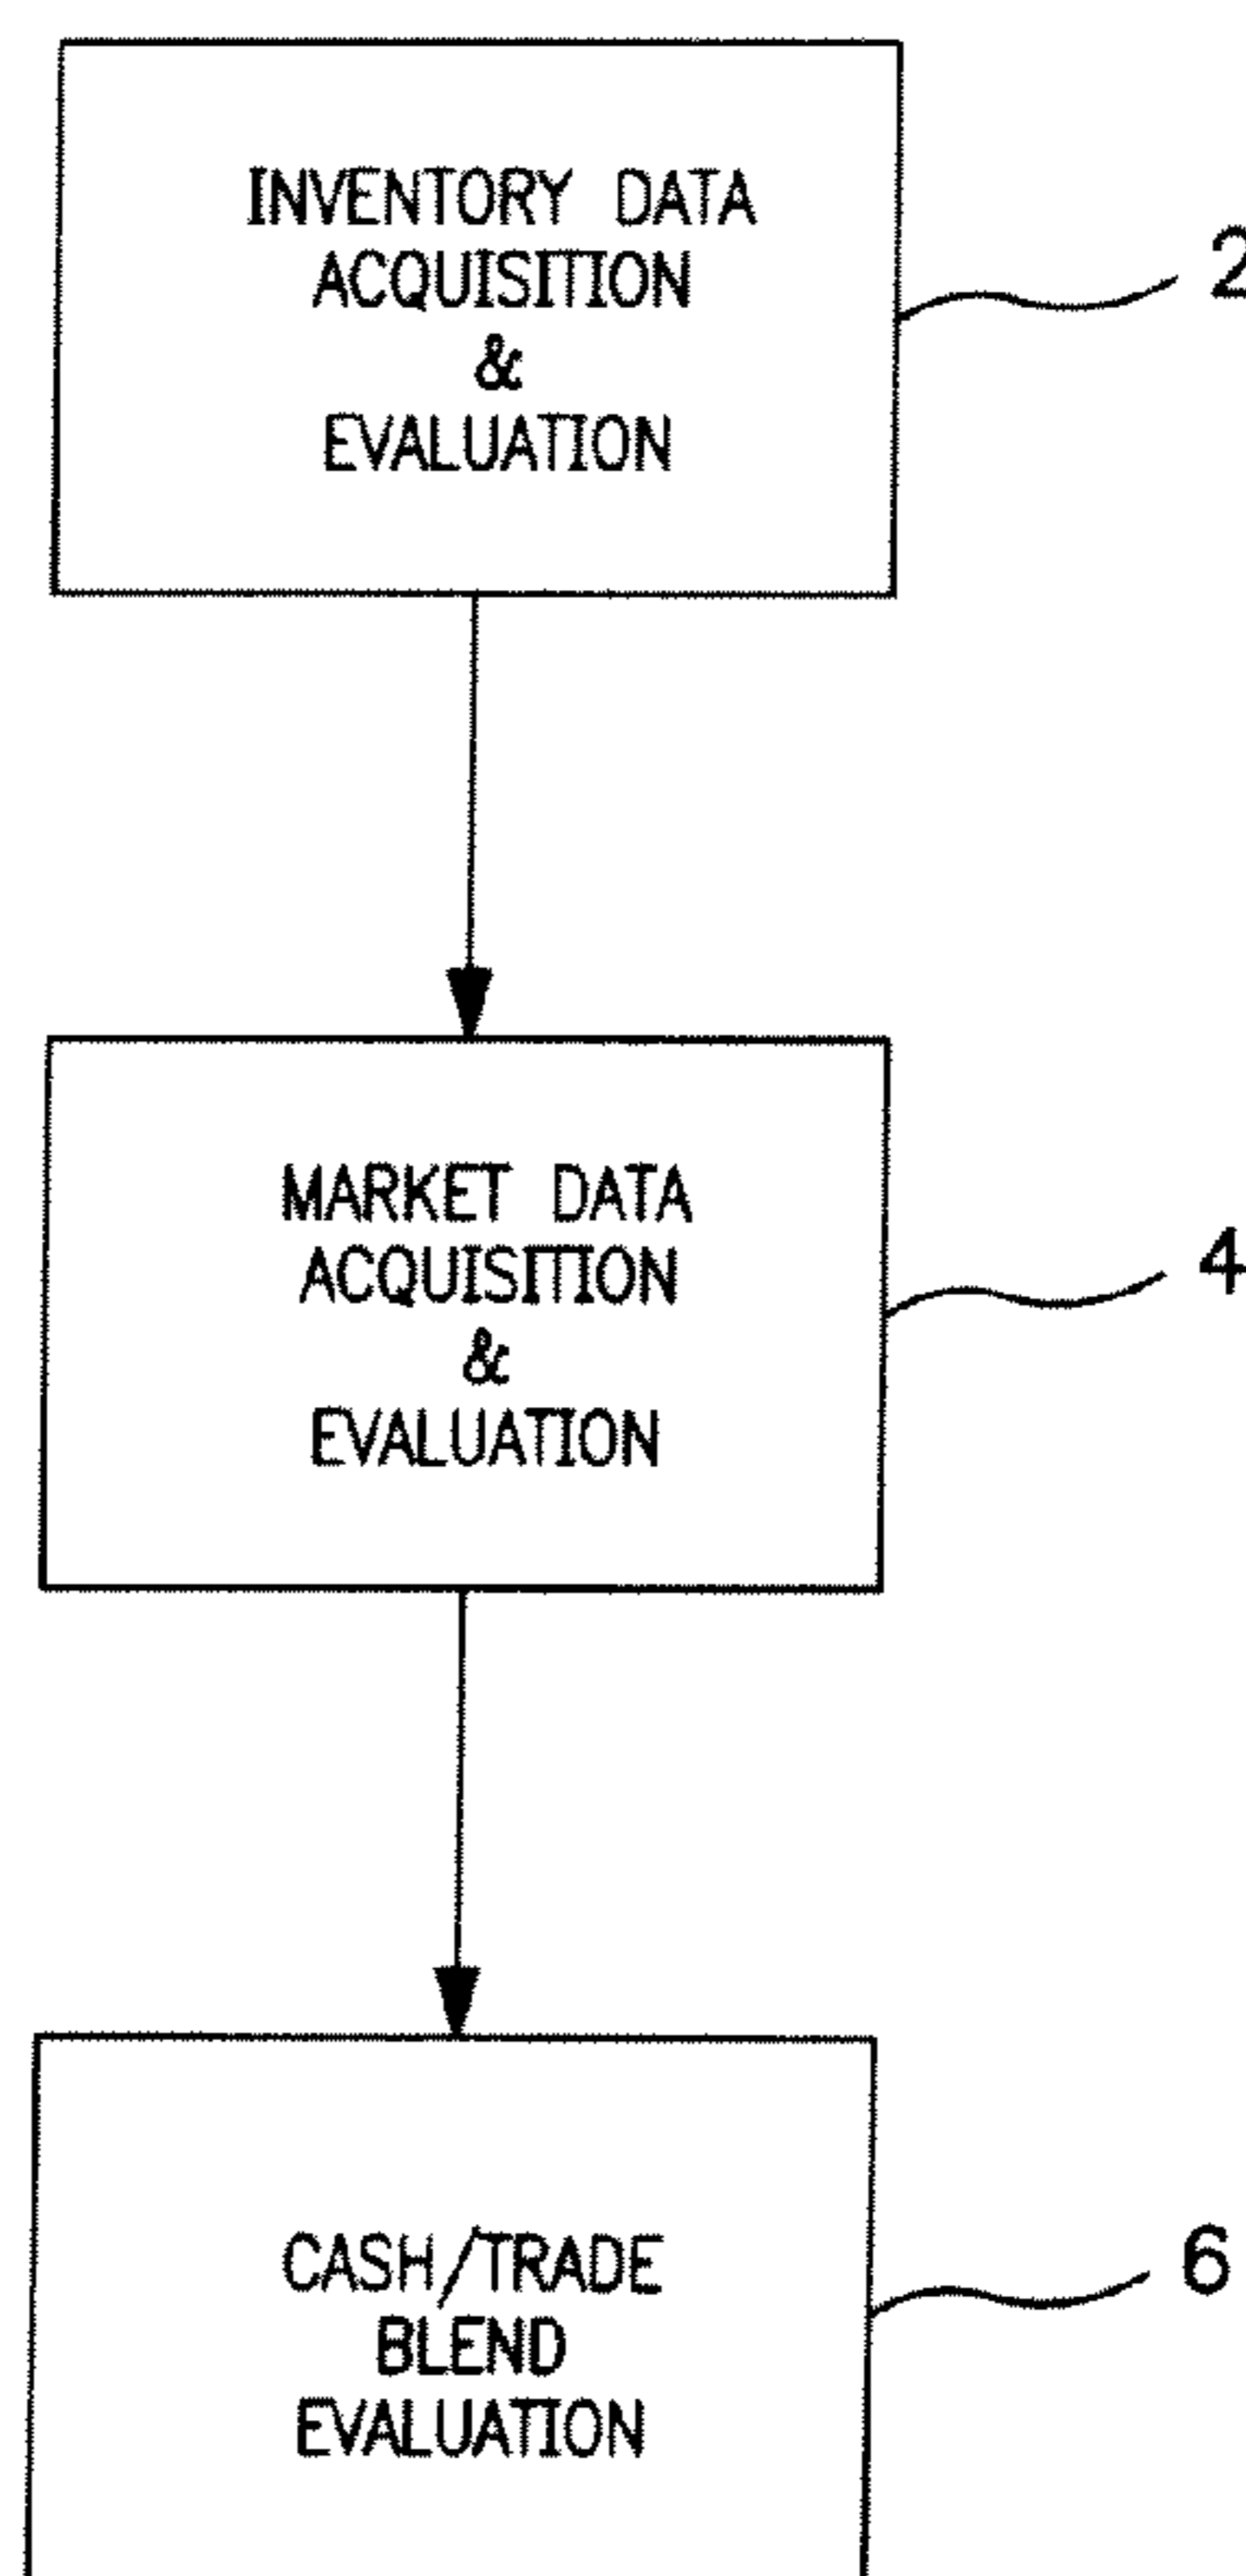 INVENTORY DATA
ACQUISITION
&
EVALUATION
2
MARKET DATA
ACQUISITION
&
EVALUATION
4
CASH/TRADE
BLEND
EVALUATION
6